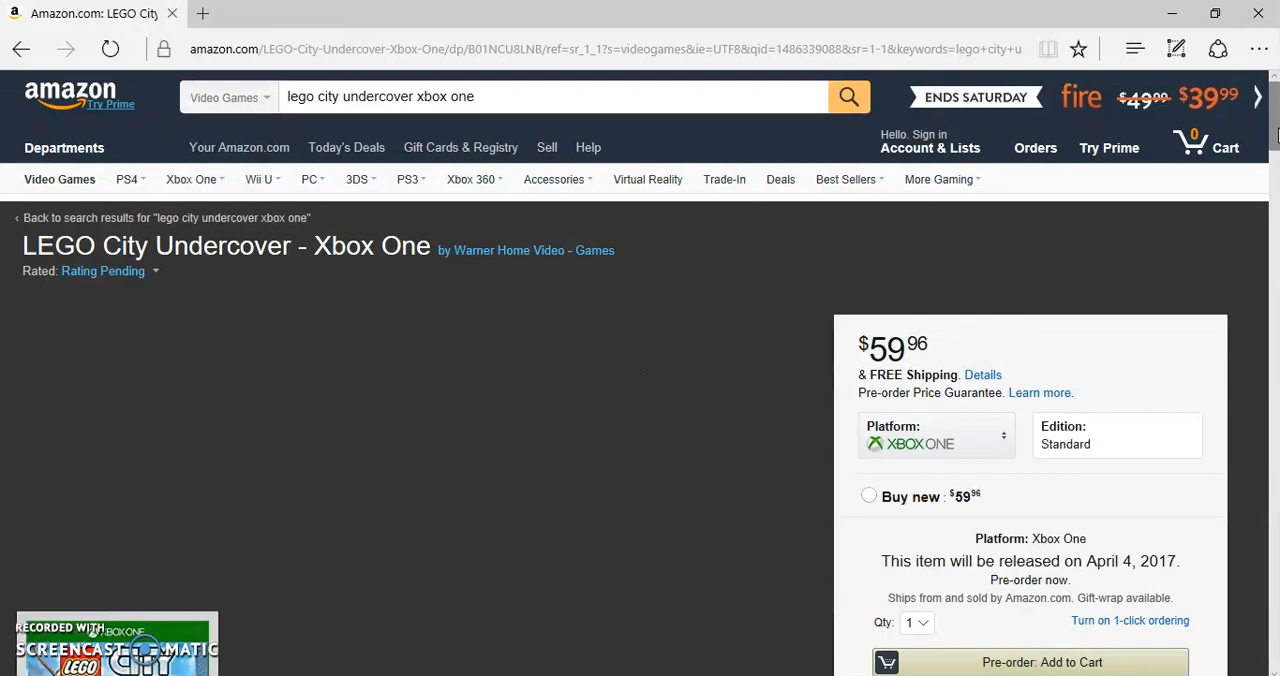 Amazon.com: LEGO City
amazon.com/LEGO-City-Undercover-Xbox-One/dp/B01NCU8LNB/ref=sr_1_1?s=videogames&ie=UTF8&qid=1486339088&sr=1-1&keywords=lego+city+u
amazon
Try Prime
Video Games
lego city undercover xbox one
ENDS SATURDAY
fire $49.99 $39.99
Departments
Your Amazon.com Today's Deals Gift Cards & Registry Sell Help
Hello. Sign in
Account & Lists
Orders
Try Prime
0
Cart
Video Games PS4 Xbox One Wii U PC 3DS PS3 Xbox 360 Accessories Virtual Reality Trade-In Deals Best Sellers More Gaming
‹ Back to search results for "lego city undercover xbox one"
LEGO City Undercover - Xbox One by Warner Home Video - Games
Rated: Rating Pending
$59 96
& FREE Shipping. Details
Pre-order Price Guarantee. Learn more.
Platform:
XBOX ONE
Edition:
Standard
Buy new : $59 96
Platform: Xbox One
This item will be released on April 4, 2017.
Pre-order now.
Ships from and sold by Amazon.com. Gift-wrap available.
Qty: 1
Turn on 1-click ordering
Pre-order: Add to Cart
RECORDED WITH
SCREENCAST MATIC
XBOX ONE
LEGO CITY